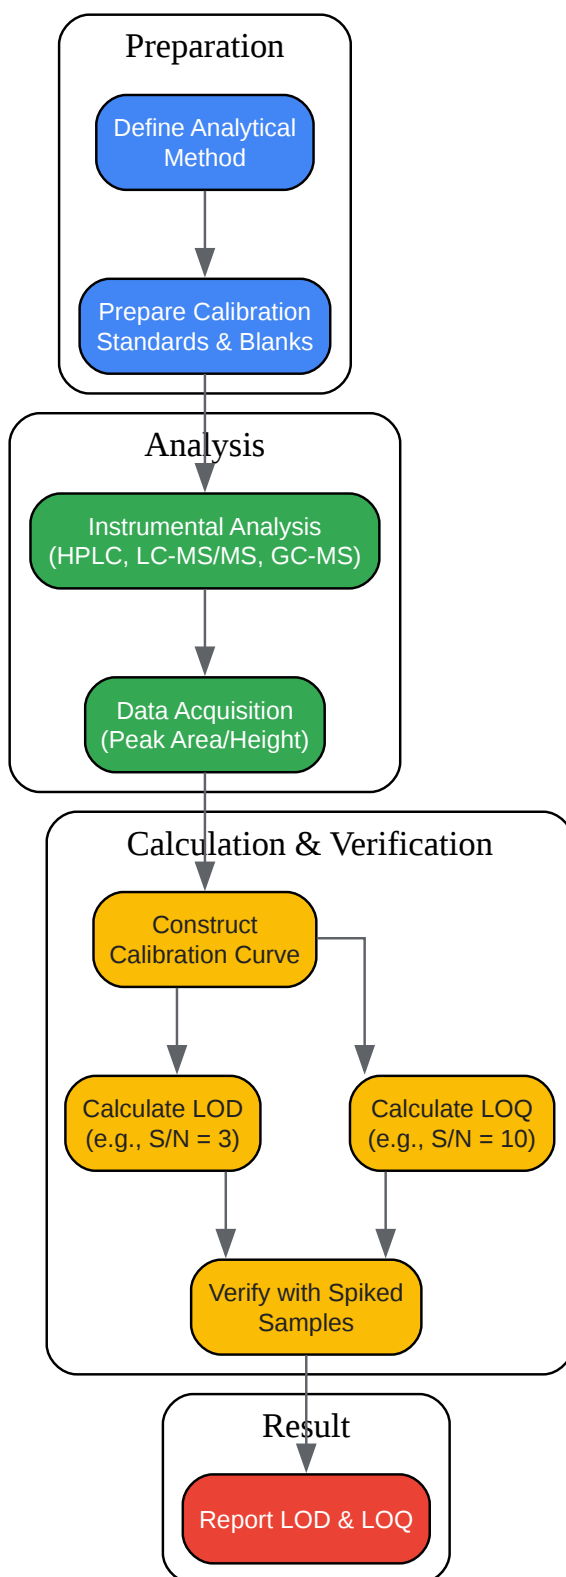 Preparation
Define Analytical
Method
Prepare Calibration
Standards & Blanks
Analysis
Instrumental Analysis
(HPLC, LC-MS/MS, GC-MS)
Data Acquisition
(Peak Area/Height)
Calculation & Verification
Construct
Calibration Curve
Calculate LOD
(e.g., S/N = 3)
Calculate LOQ
(e.g., S/N = 10)
Verify with Spiked
Samples
Result
Report LOD & LOQ